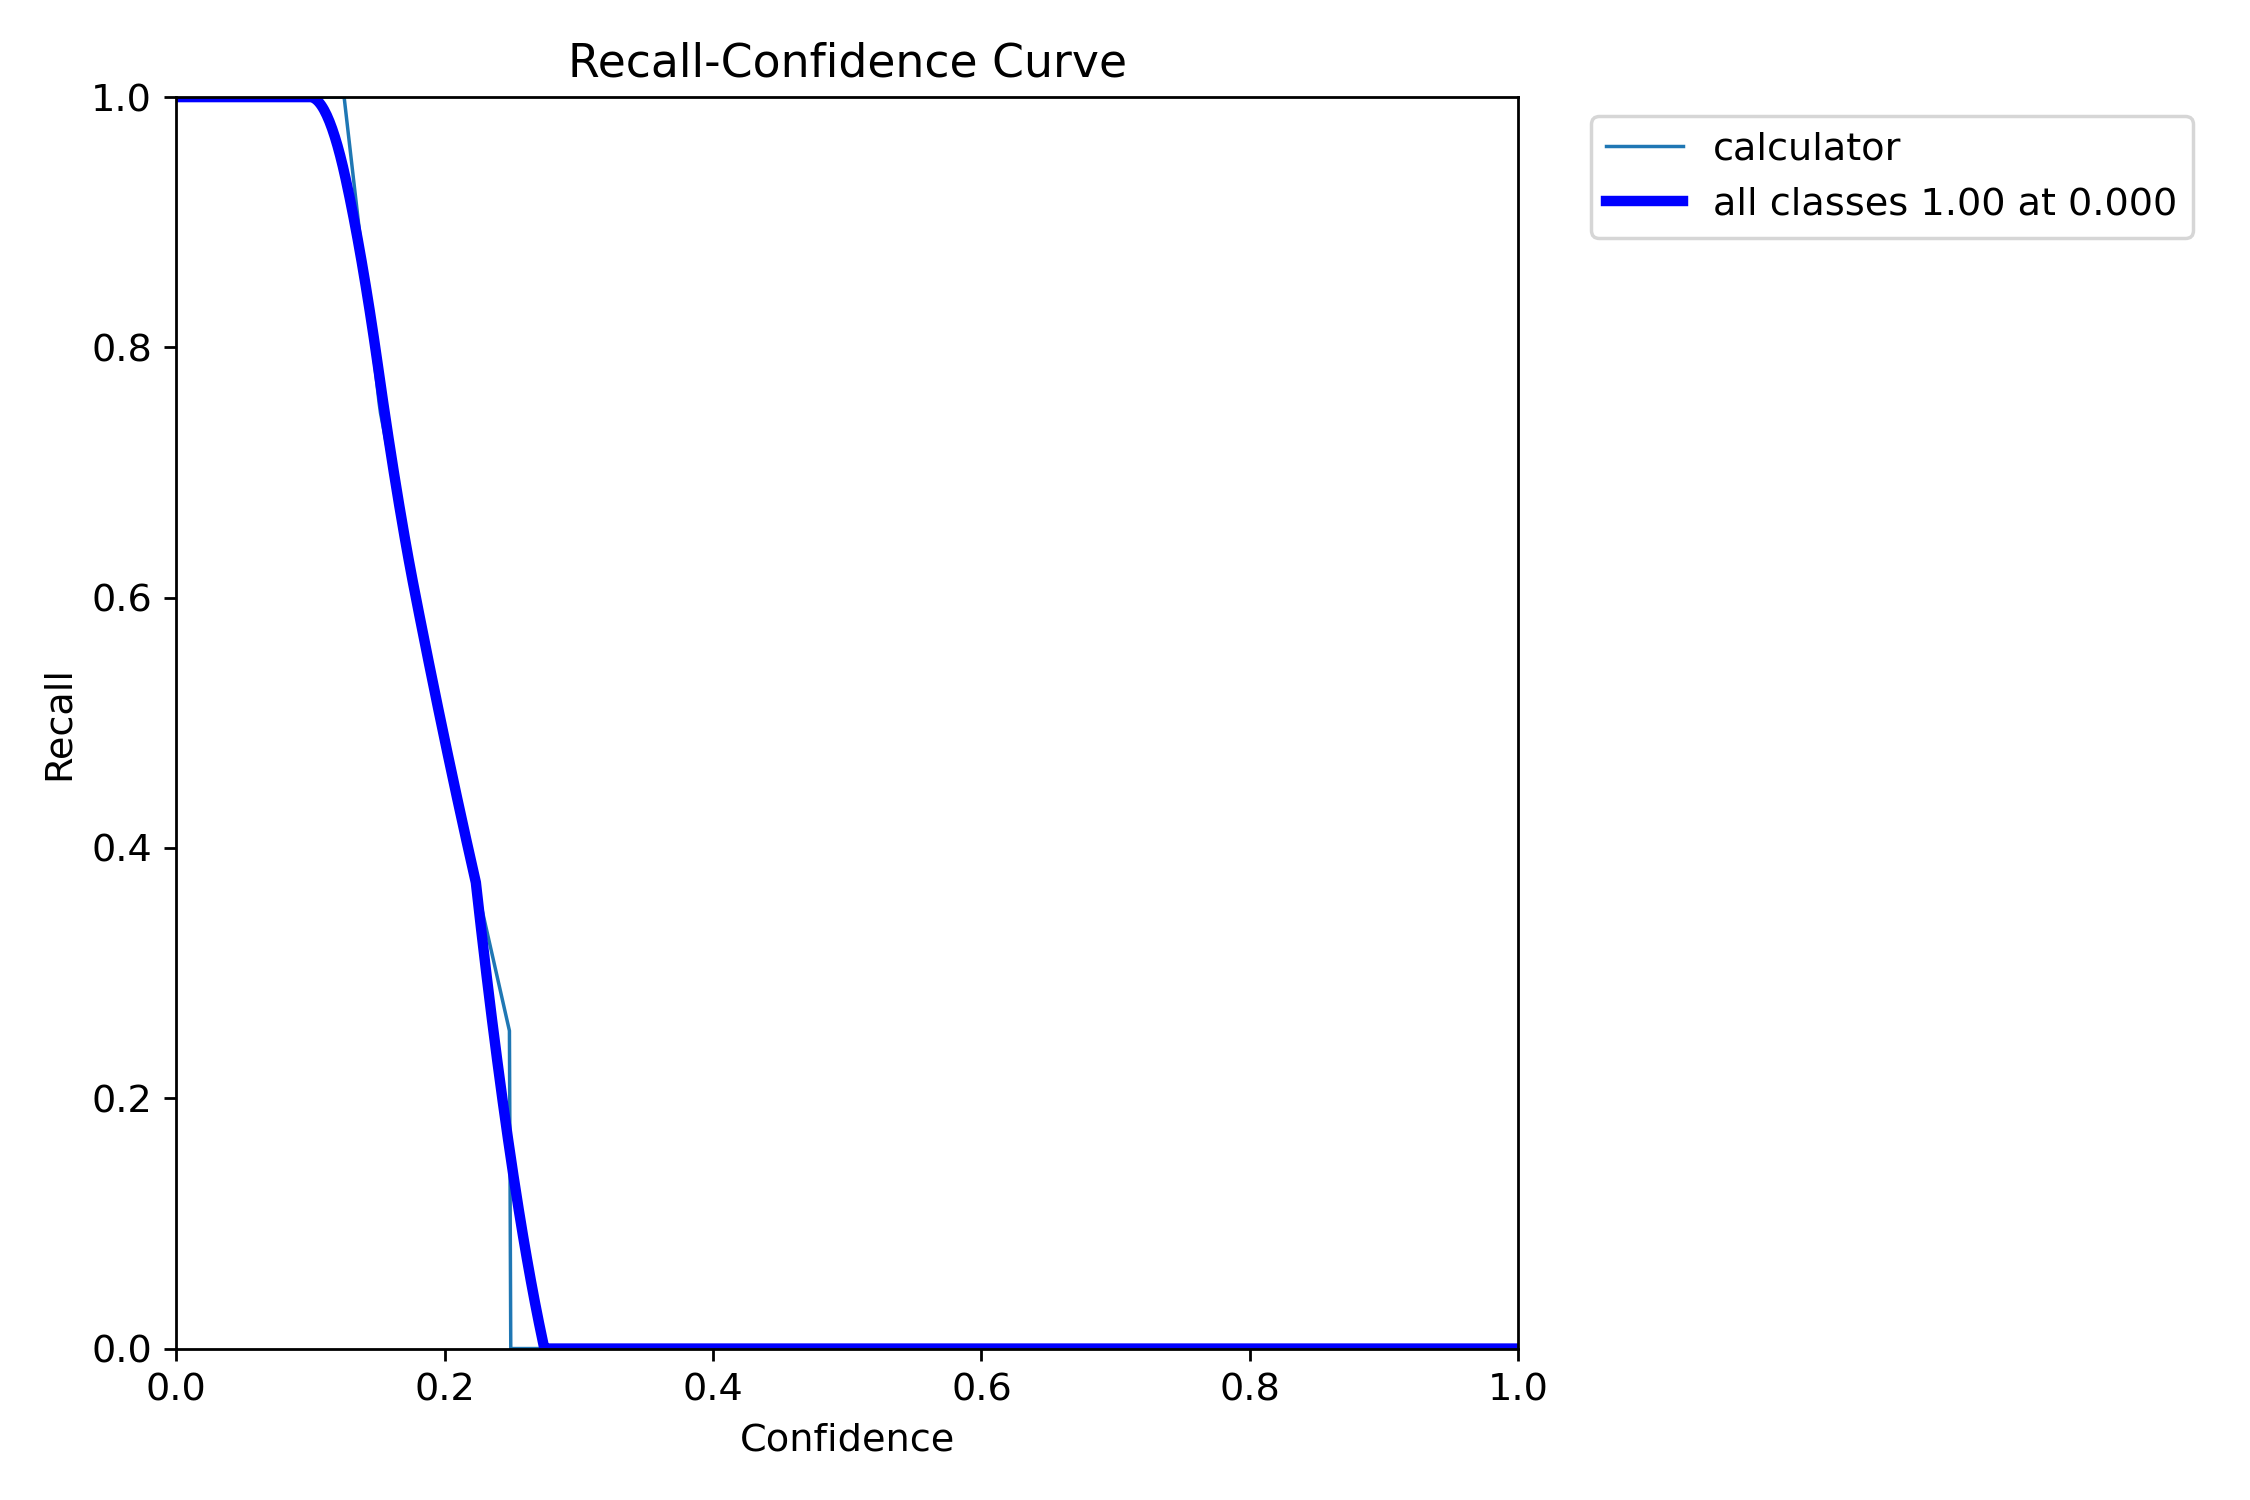 Recall-Confidence Curve
1.0
0.8
0.6
0.4
0.2
0.0
Recall
0.0 0.2 0.4 0.6 0.8 1.0
Confidence
calculator
all classes 1.00 at 0.000